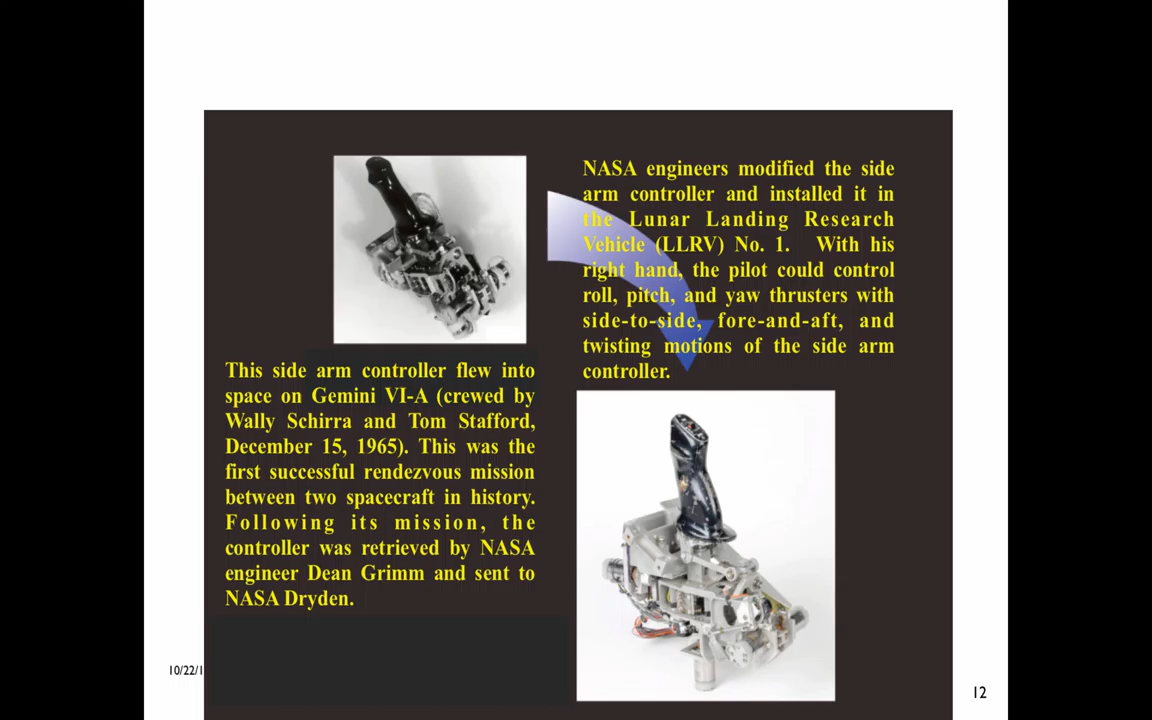 This side arm controller flew into
space on Gemini VI-A (crewed by
Wally Schirra and Tom Stafford,
December 15, 1965). This was the
first successful rendezvous mission
between two spacecraft in history.
Following its mission, the
controller was retrieved by NASA
engineer Dean Grimm and sent to
NASA Dryden.
NASA engineers modified the side
arm controller and installed it in
the Lunar Landing Research
Vehicle (LLRV) No. 1. With his
right hand, the pilot could control
roll, pitch, and yaw thrusters with
side-to-side, fore-and-aft, and
twisting motions of the side arm
controller.
10/22/1
12